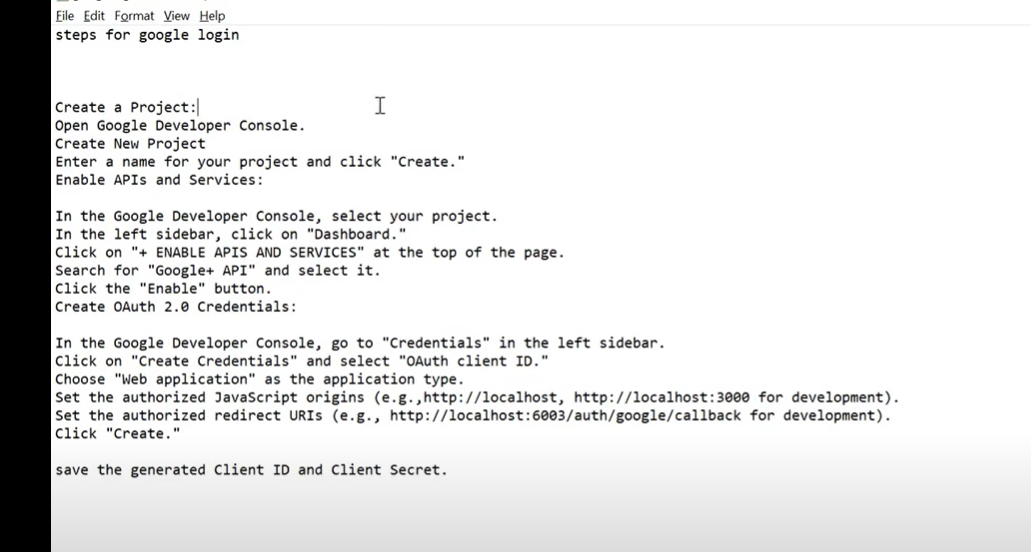 File Edit Format View Help
steps for google login
Create a Project:
Open Google Developer Console.
Create New Project
Enter a name for your project and click "Create."
Enable APIs and Services:
In the Google Developer Console, select your project.
In the left sidebar, click on "Dashboard."
Click on "+ ENABLE APIS AND SERVICES" at the top of the page.
Search for "Google+ API" and select it.
Click the "Enable" button.
Create OAuth 2.0 Credentials:
In the Google Developer Console, go to "Credentials" in the left sidebar.
Click on "Create Credentials" and select "OAuth client ID."
Choose "Web application" as the application type.
Set the authorized JavaScript origins (e.g.,http://localhost, http://localhost:3000 for development).
Set the authorized redirect URIs (e.g., http://localhost:6003/auth/google/callback for development).
Click "Create."
save the generated Client ID and Client Secret.